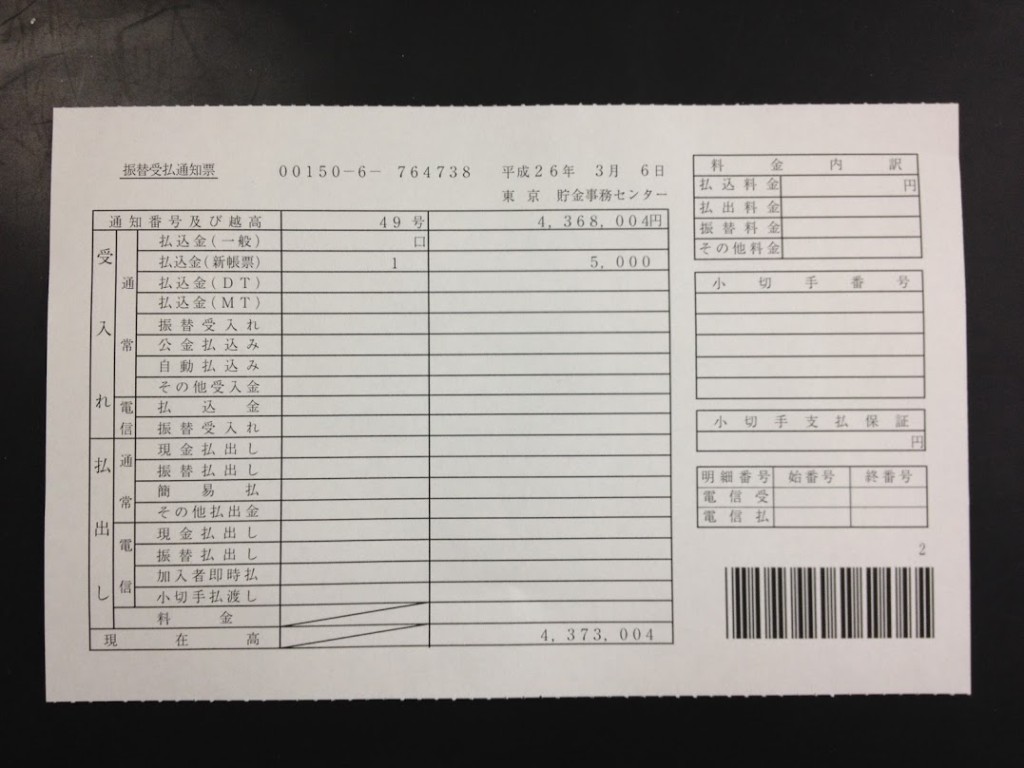 振替受払通知票 00150-6- 764738 平成26年 3月 6日
東京 貯金事務センター
通知番号及び越高 49号 4,368,004円
受入れ
通常
払込金(一般) 口
払込金(新帳票) 1 5,000
払込金(DT)
払込金(MT)
振替受入れ
公金払込み
自動払込み
その他受入金
電信
払込金
振替受入れ
払出し
通常
現金払出し
振替払出し
簡易払
その他払出金
電信
現金払出し
振替払出し
加入者即時払
小切手払渡し
料金
現在高 4,373,004
料金内訳
払込料金 円
払出料金
振替料金
その他料金
小切手番号
小切手支払保証
円
明細番号 始番号 終番号
電信受
電信払
2